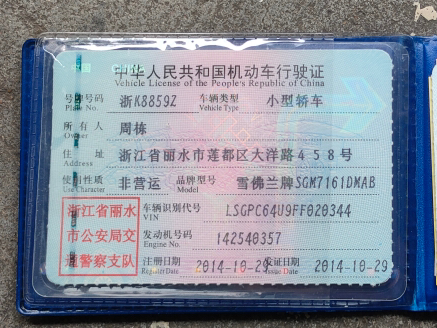 中华人民共和国机动车行驶证
Vehicle License of the People's Republic of China
号牌号码 浙K8859Z 车辆类型 小型轿车
Plate No. Vehicle Type
所有人 周栋
Owner
住址 浙江省丽水市莲都区大洋路458号
Address
使用性质 非营运 品牌型号 雪佛兰牌SGM7161DMAB
Use Character Model
浙江省丽水市公安局交通警察支队
车辆识别代号 LSGPC64U9FF020344
VIN
发动机号码 142540357
Engine No.
注册日期 2014-10-29 发证日期 2014-10-29
Register Date Issue Date